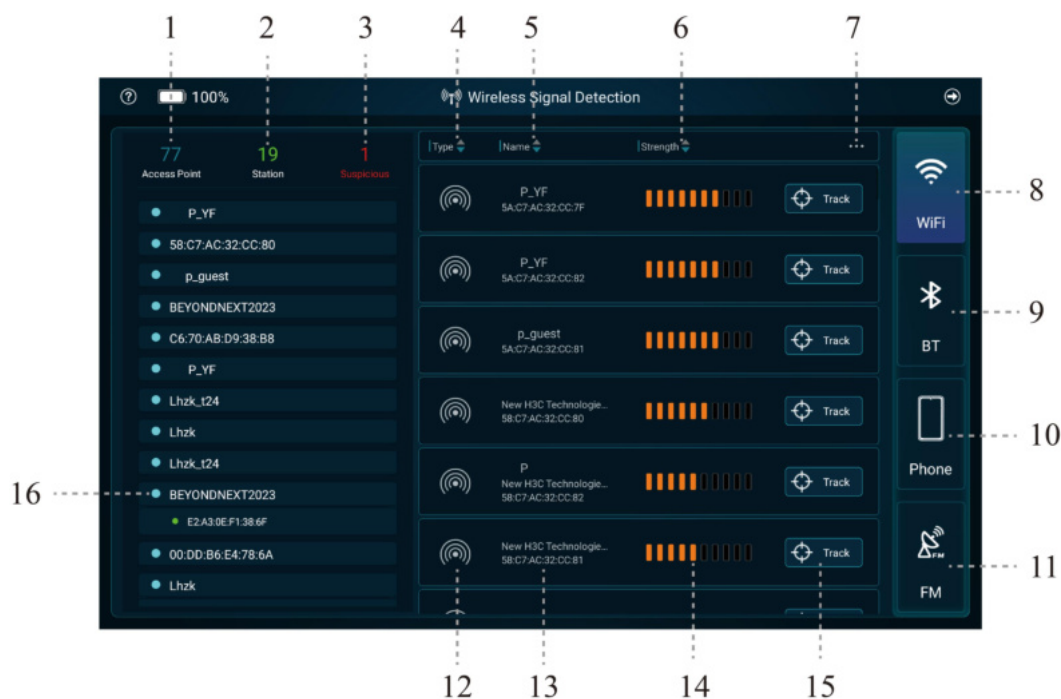 1 2 3 4 5 6 7
100% Wireless Signal Detection
77 19 1
Access Point Station Suspicious
Type Name Strength ...
P_YF
58:C7:AC:32:CC:80
p_guest
BEYONDNEXT2023
C6:70:AB:D9:38:B8
P_YF
Lhzk_t24
Lhzk
Lhzk_t24
16
BEYONDNEXT2023
E2:A3:0E:F1:38:6F
00:DD:B6:E4:78:6A
Lhzk
P_YF
5A:C7:AC:32:CC:7F
Track
P_YF
5A:C7:AC:32:CC:82
Track
p_guest
5A:C7:AC:32:CC:81
Track
New H3C Technologie...
58:C7:AC:32:CC:80
Track
P
New H3C Technologie...
58:C7:AC:32:CC:82
Track
New H3C Technologie...
58:C7:AC:32:CC:81
Track
WiFi
8
BT
9
Phone
10
FM
FM
11
12 13 14 15